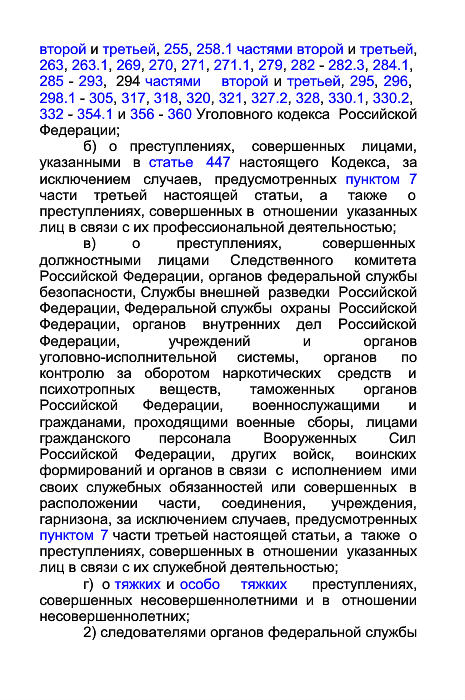 второй и третьей, 255, 258.1 частями второй и третьей,
263, 263.1, 269, 270, 271, 271.1, 279, 282 - 282.3, 284.1,
285 - 293, 294 частями второй и третьей, 295, 296,
298.1 - 305, 317, 318, 320, 321, 327.2, 328, 330.1, 330.2,
332 - 354.1 и 356 - 360 Уголовного кодекса Российской
Федерации;
б) о преступлениях, совершенных лицами,
указанными в статье 447 настоящего Кодекса, за
исключением случаев, предусмотренных пунктом 7
части третьей настоящей статьи, а также о
преступлениях, совершенных в отношении указанных
лиц в связи с их профессиональной деятельностью;
в) о преступлениях, совершенных
должностными лицами Следственного комитета
Российской Федерации, органов федеральной службы
безопасности, Службы внешней разведки Российской
Федерации, Федеральной службы охраны Российской
Федерации, органов внутренних дел Российской
Федерации, учреждений и органов
уголовно-исполнительной системы, органов по
контролю за оборотом наркотических средств и
психотропных веществ, таможенных органов
Российской Федерации, военнослужащими и
гражданами, проходящими военные сборы, лицами
гражданского персонала Вооруженных Сил
Российской Федерации, других войск, воинских
формирований и органов в связи с исполнением ими
своих служебных обязанностей или совершенных в
расположении части, соединения, учреждения,
гарнизона, за исключением случаев, предусмотренных
пунктом 7 части третьей настоящей статьи, а также о
преступлениях, совершенных в отношении указанных
лиц в связи с их служебной деятельностью;
г) о тяжких и особо тяжких преступлениях,
совершенных несовершеннолетними и в отношении
несовершеннолетних;
2) следователями органов федеральной службы